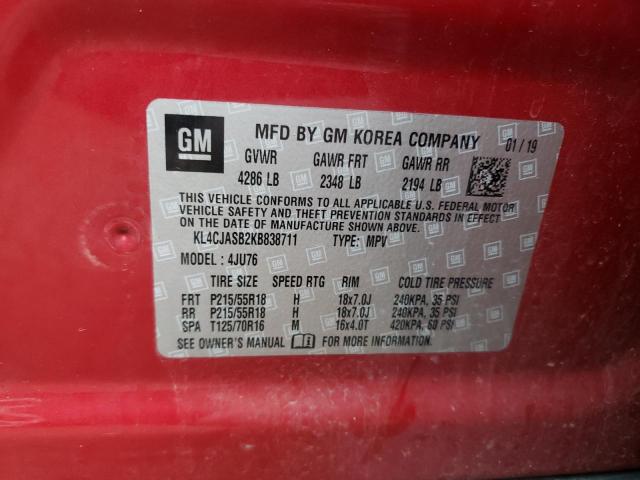 GM MFD BY GM KOREA COMPANY 01/19
GVWR GAWR FRT GAWR RR
4286 LB 2348 LB 2194 LB
THIS VEHICLE CONFORMS TO ALL APPLICABLE U.S. FEDERAL MOTOR
VEHICLE SAFETY AND THEFT PREVENTION STANDARDS IN EFFECT
ON THE DATE OF MANUFACTURE SHOWN ABOVE.
KL4CJASB2KB838711 TYPE: MPV
MODEL: 4JU76
TIRE SIZE SPEED RTG RIM COLD TIRE PRESSURE
FRT P215/55R18 H 18x7.0J 240KPA, 35 PSI
RR P215/55R18 H 18x7.0J 240KPA, 35 PSI
SPA T125/70R16 M 16x4.0T 420KPA, 60 PSI
SEE OWNER'S MANUAL FOR MORE INFORMATION.